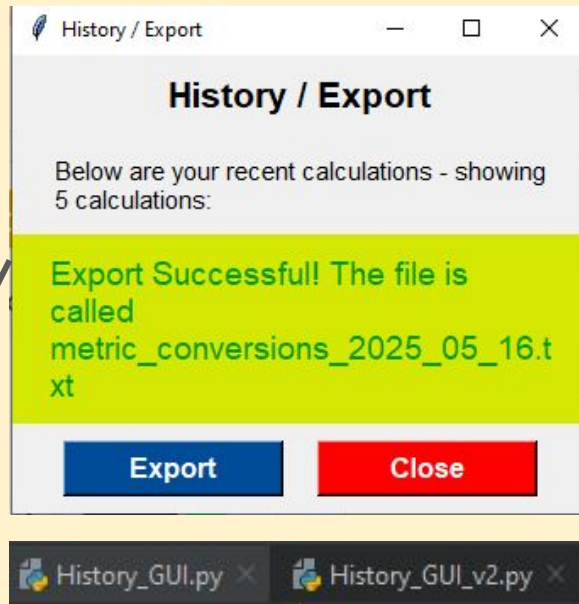 History / Export
History / Export
Below are your recent calculations - showing
5 calculations:
Export Successful! The file is
called
metric_conversions_2025_05_16.t
xt
Export Close
History_GUI.py History_GUI_v2.py